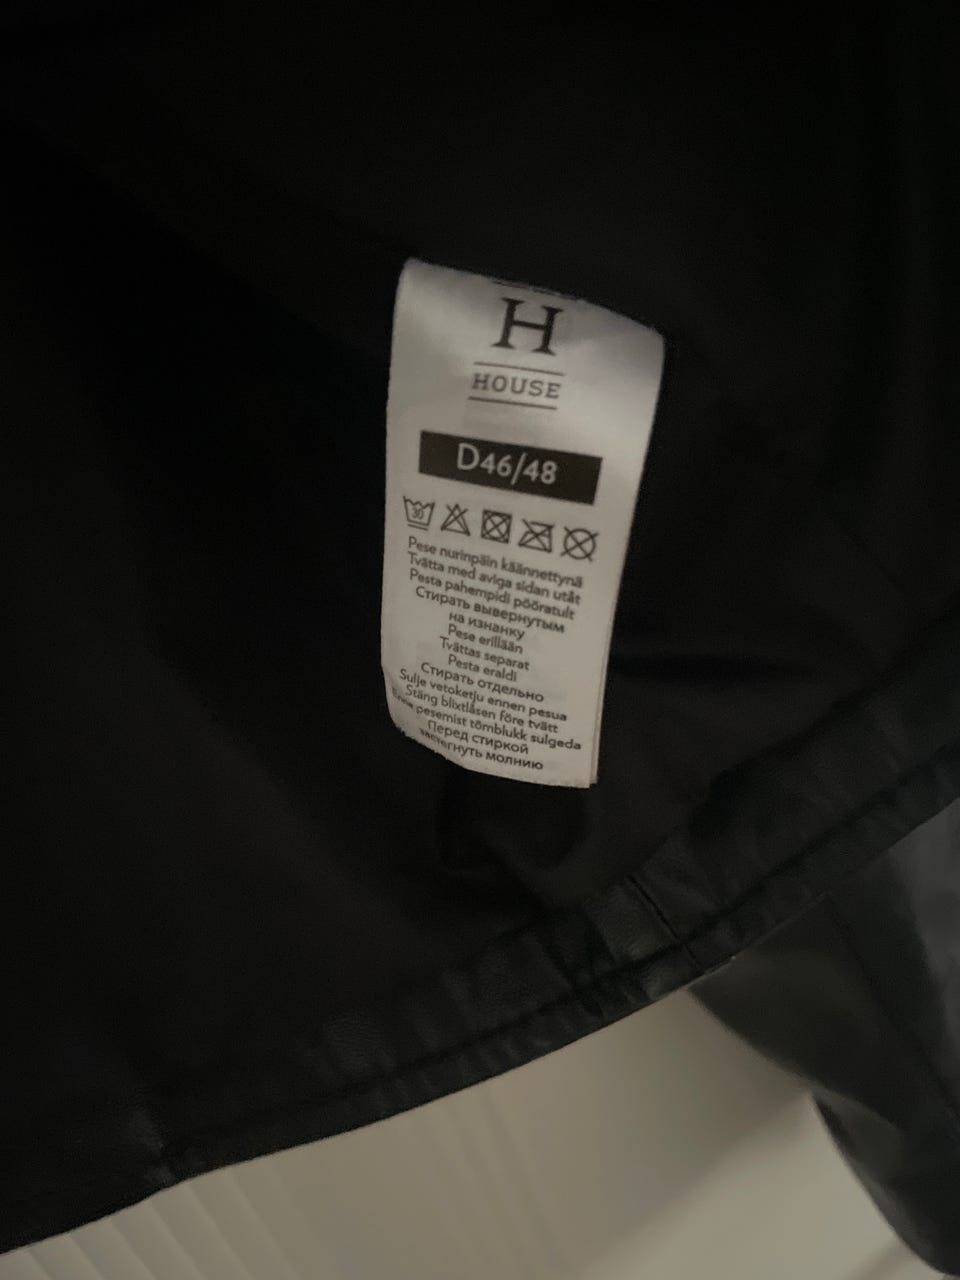 H
HOUSE
D46/48
30
Pese nurinpäin käännettynä
Tvätta med aviga sidan utåt
Pesta pahempidi pööratult
Стирать вывернутым
на изнанку
Pese erillään
Tvättas separat
Pesta eraldi
Стирать отдельно
Sulje vetoketju ennen pesua
Stäng blixtlåsen före tvätt
Enne pesemist tõmblukk sulgeda
Перед стиркой
застегнуть молнию